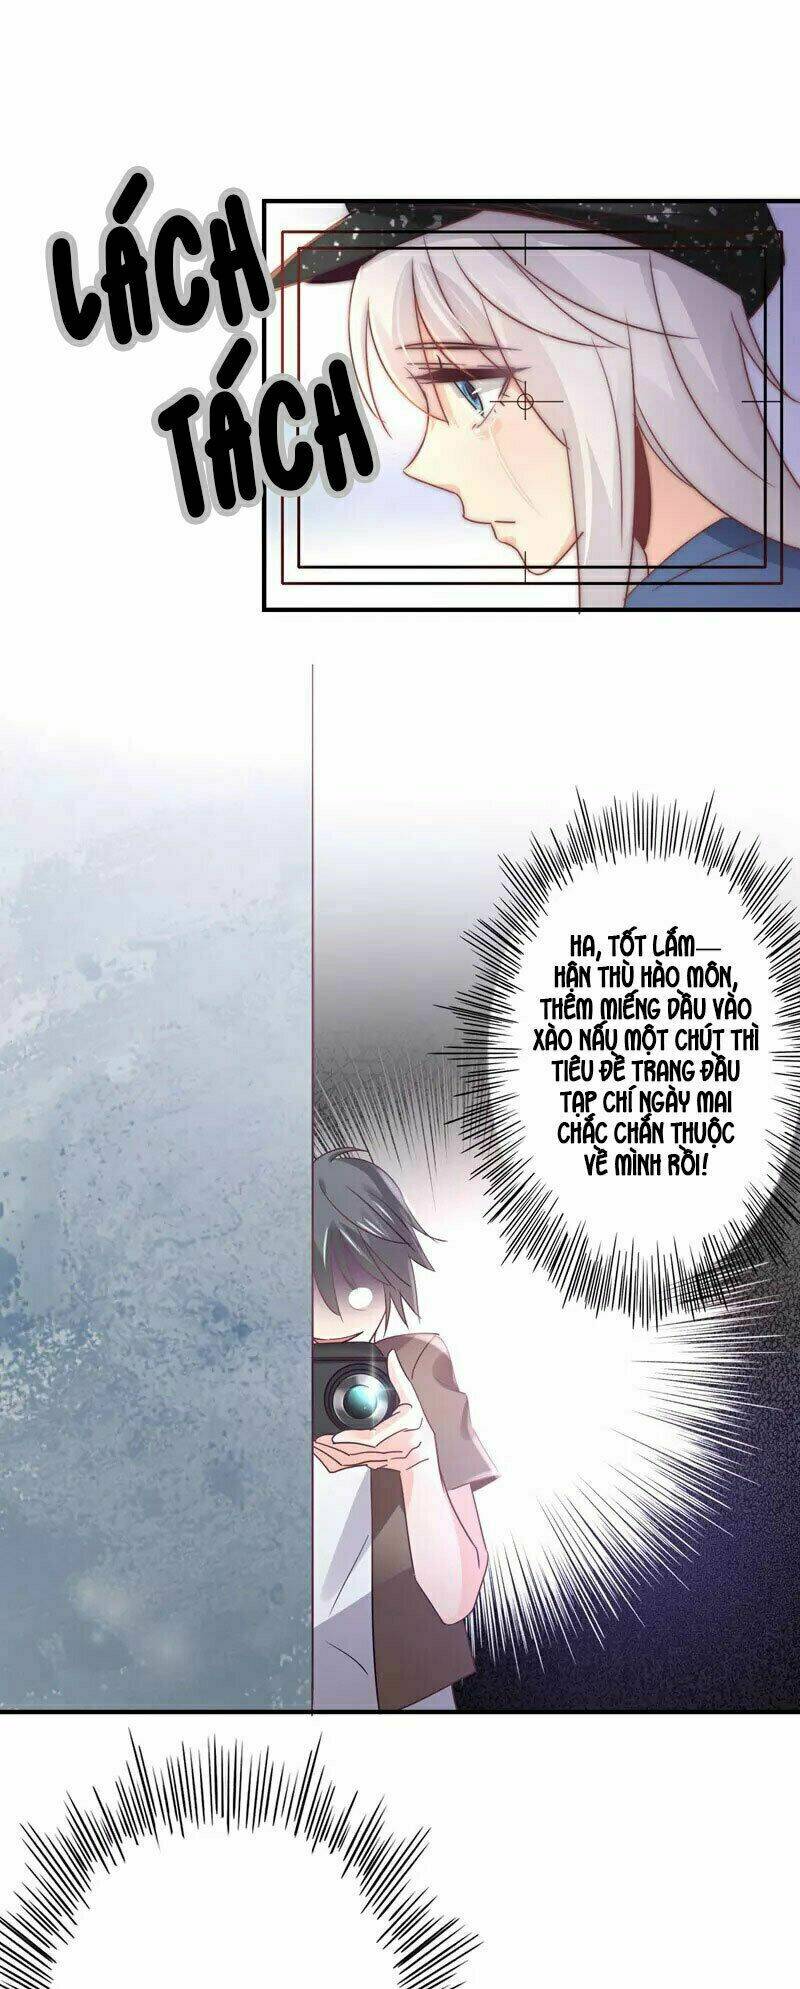 LÁCH
TÁCH
HA, TỐT LẮM—
HẬN THÙ HÀO MÔN,
THÊM MIẾNG DẦU VÀO
XÀO NẤU MỘT CHÚT THÌ
TIÊU ĐỀ TRANG ĐẦU
TẠP CHÍ NGÀY MAI
CHẮC CHẮN THUỘC
VỀ MÌNH RỒI!